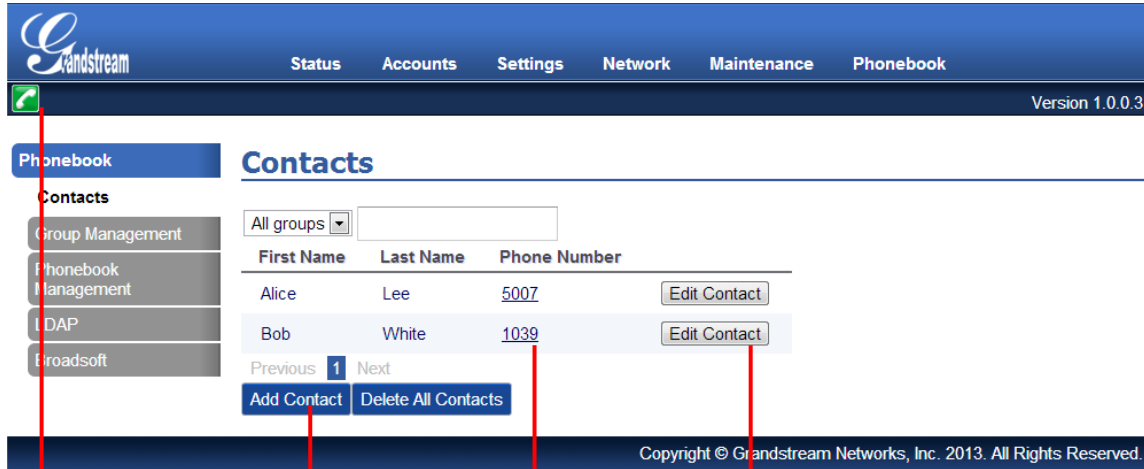 Grandstream
Status Accounts Settings Network Maintenance Phonebook
Version 1.0.0.3
Phonebook
Contacts
Group Management
Phonebook
Management
LDAP
Broadsoft
Contacts
All groups
First Name Last Name Phone Number
Alice Lee 5007 Edit Contact
Bob White 1039 Edit Contact
Previous 1 Next
Add Contact Delete All Contacts
Copyright © Grandstream Networks, Inc. 2013. All Rights Reserved.